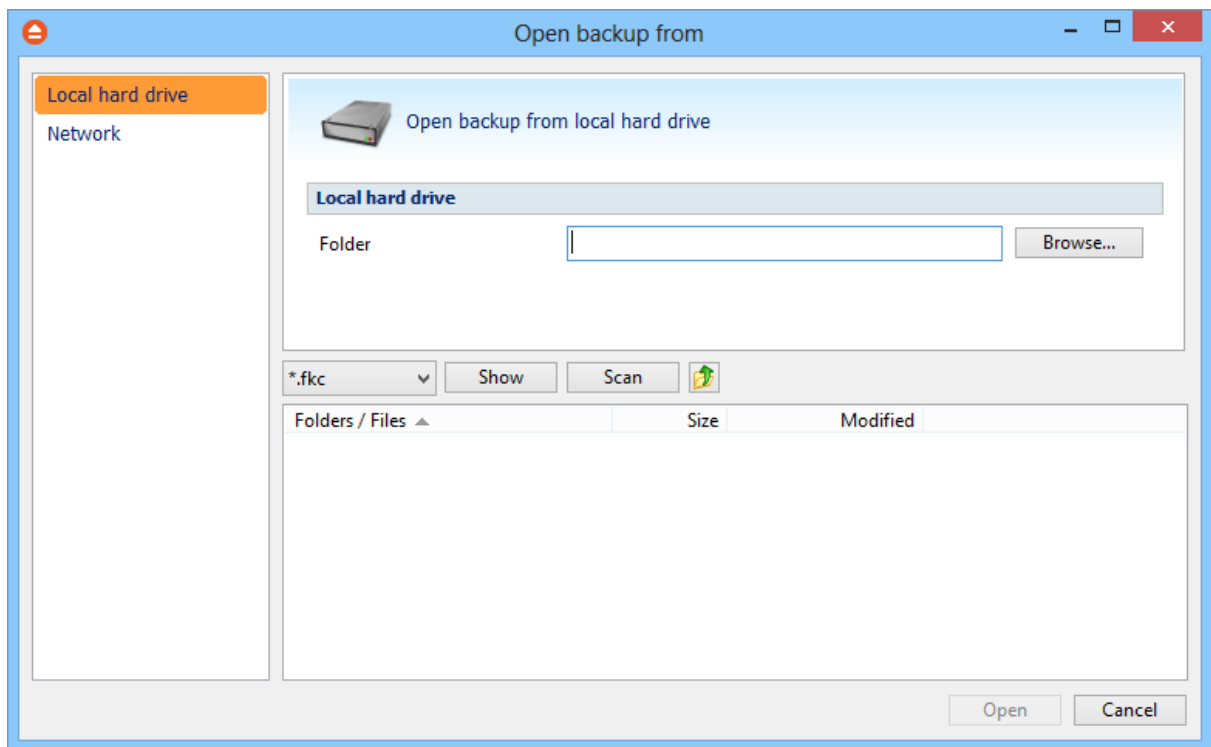 Open backup from
Local hard drive
Network
Open backup from local hard drive
Local hard drive
Folder Browse...
*.fkc Show Scan
Folders / Files Size Modified
Open Cancel